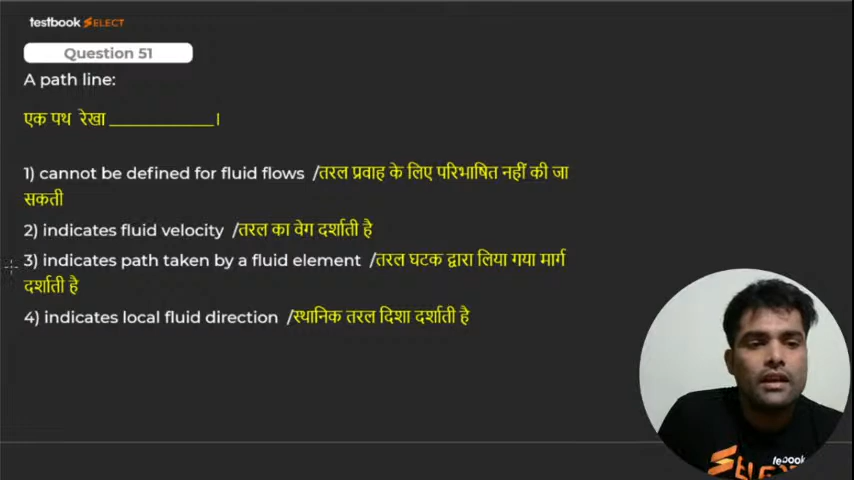 testbook SELECT
Question 51
A path line:
एक पथ रेखा ____________।
1) cannot be defined for fluid flows /तरल प्रवाह के लिए परिभाषित नहीं की जा
सकती
2) indicates fluid velocity /तरल का वेग दर्शाती है
3) indicates path taken by a fluid element /तरल घटक द्वारा लिया गया मार्ग
दर्शाती है
4) indicates local fluid direction /स्थानिक तरल दिशा दर्शाती है